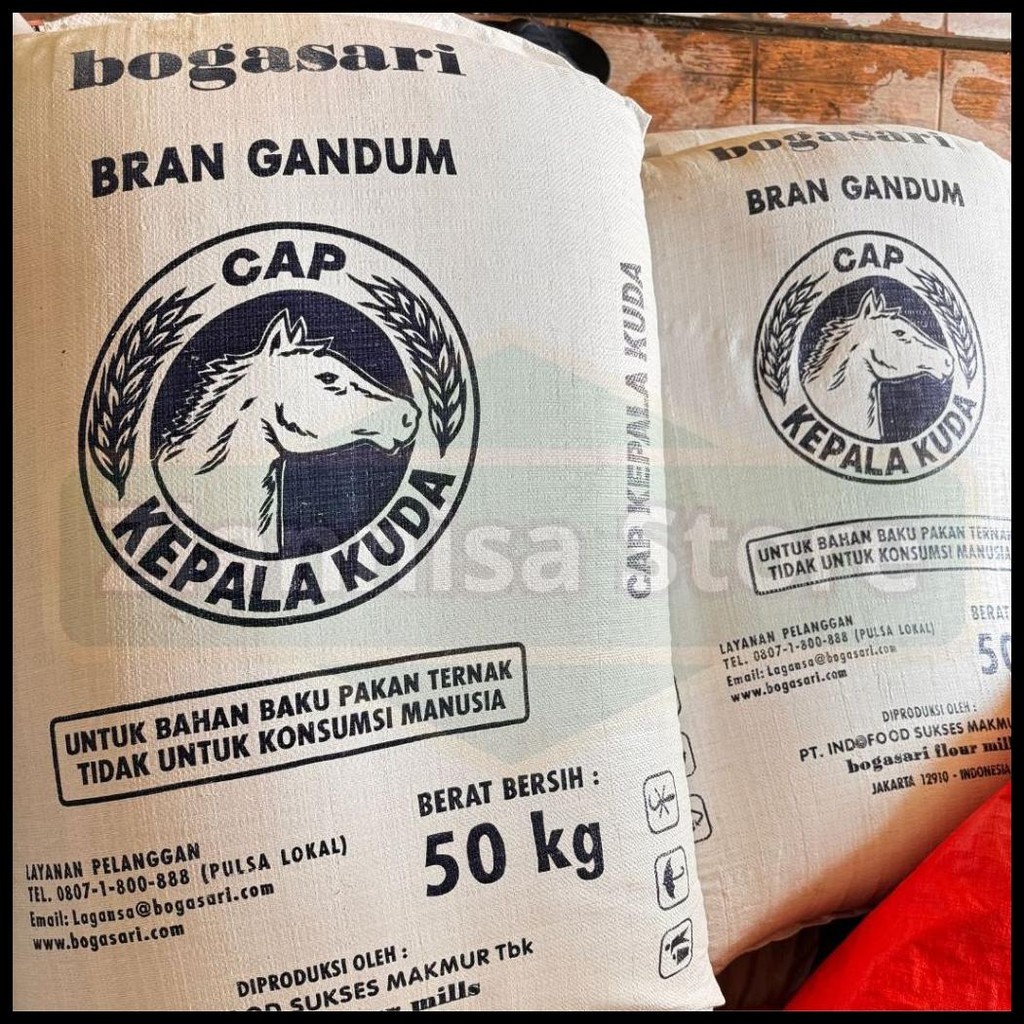 bogasari
BRAN GANDUM
CAP
KEPALA KUDA
UNTUK BAHAN BAKU PAKAN TERNAK
TIDAK UNTUK KONSUMSI MANUSIA
BERAT BERSIH :
50 kg
LAYANAN PELANGGAN
TEL. 0807-1-800-888 (PULSA LOKAL)
Email: Lagansa@bogasari.com
www.bogasari.com
DIPRODUKSI OLEH :
SUKSES MAKMUR Tbk
mills
CAP KEPALA KUDA
bogasari
BRAN GANDUM
CAP
KEPALA KUDA
UNTUK BAHAN BAKU PAKAN TERNAK
TIDAK UNTUK KONSUMSI MANUSIA
BERAT
LAYANAN PELANGGAN
TEL. 0807-1-800-888 (PULSA LOKAL)
Email: Lagansa@bogasari.com
www.bogasari.com
DIPRODUKSI OLEH :
PT. INDOFOOD SUKSES
bogasari flour
JAKARTA 12910 - INDONESIA
Store